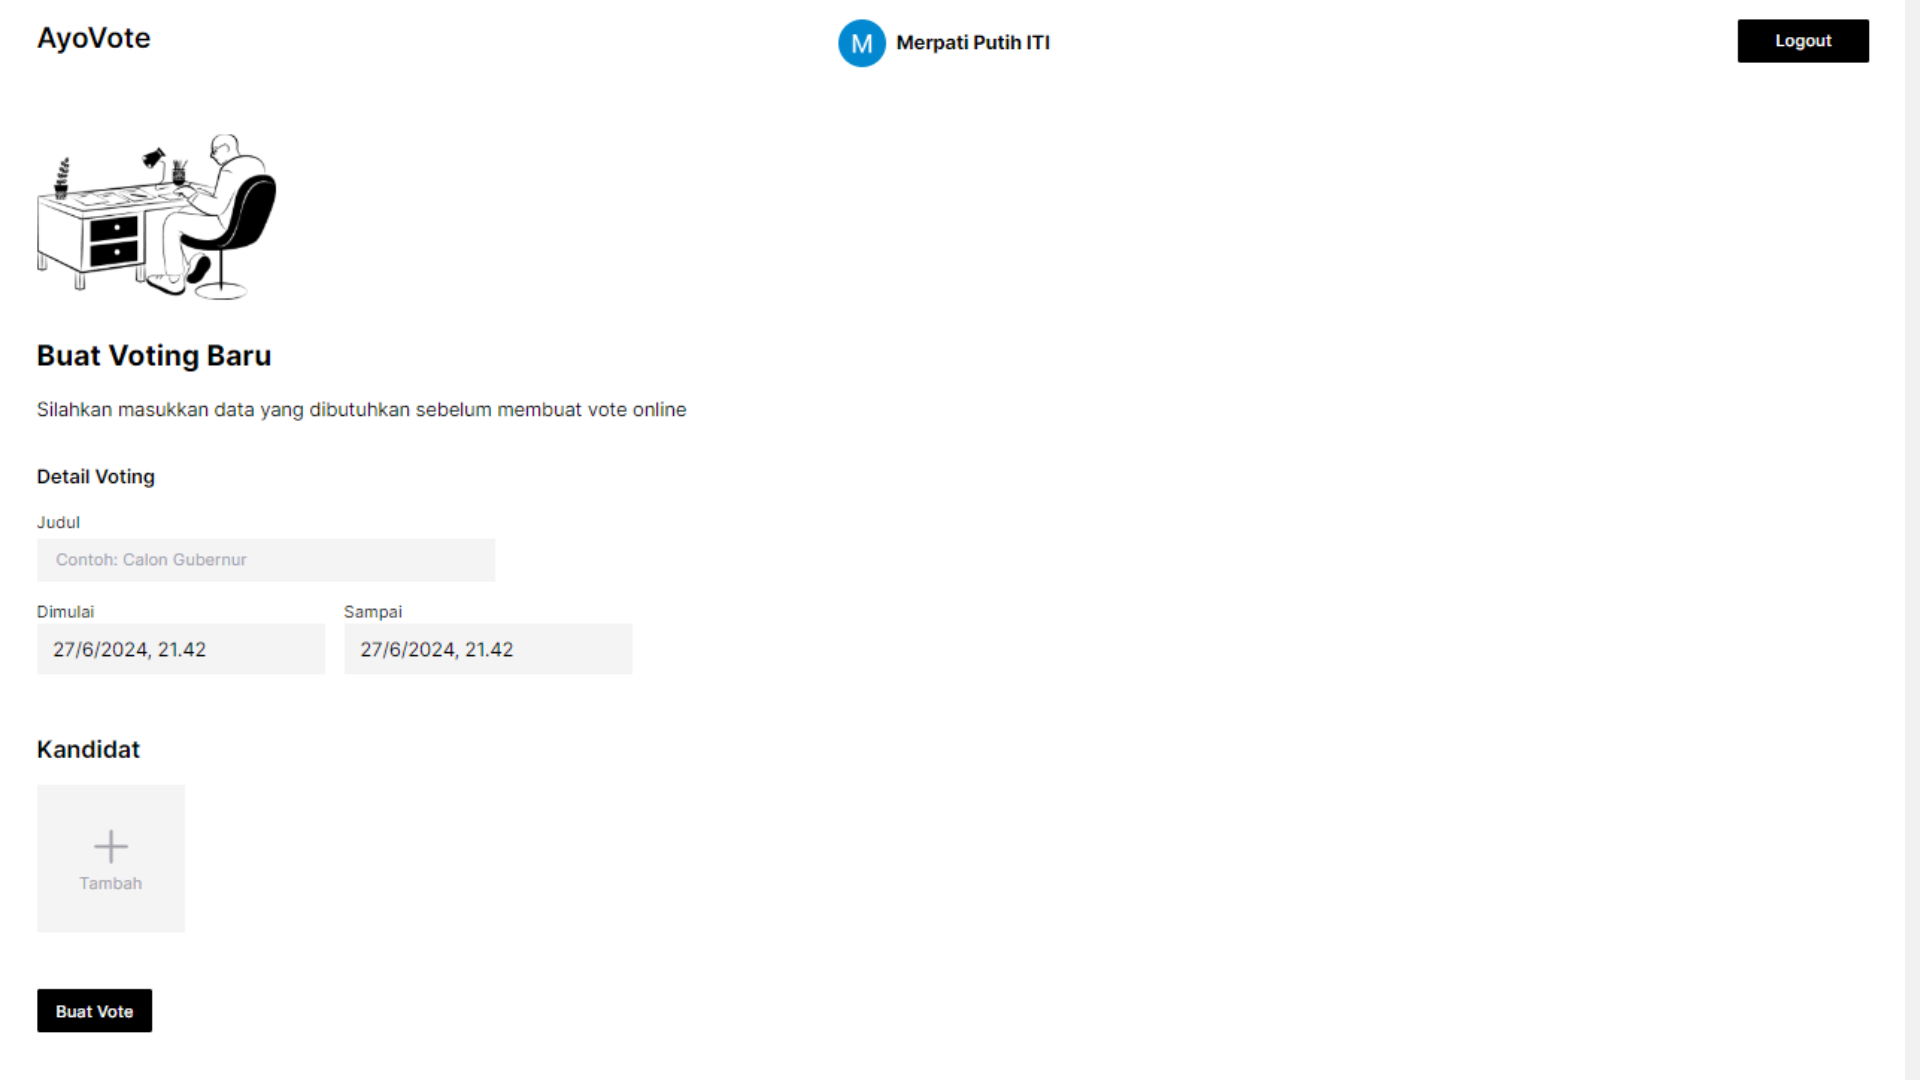 AyoVote
M Merpati Putih ITI
Logout
Buat Voting Baru
Silahkan masukkan data yang dibutuhkan sebelum membuat vote online
Detail Voting
Judul
Contoh: Calon Gubernur
Dimulai
Sampai
27/6/2024, 21.42
27/6/2024, 21.42
Kandidat
Tambah
Buat Vote